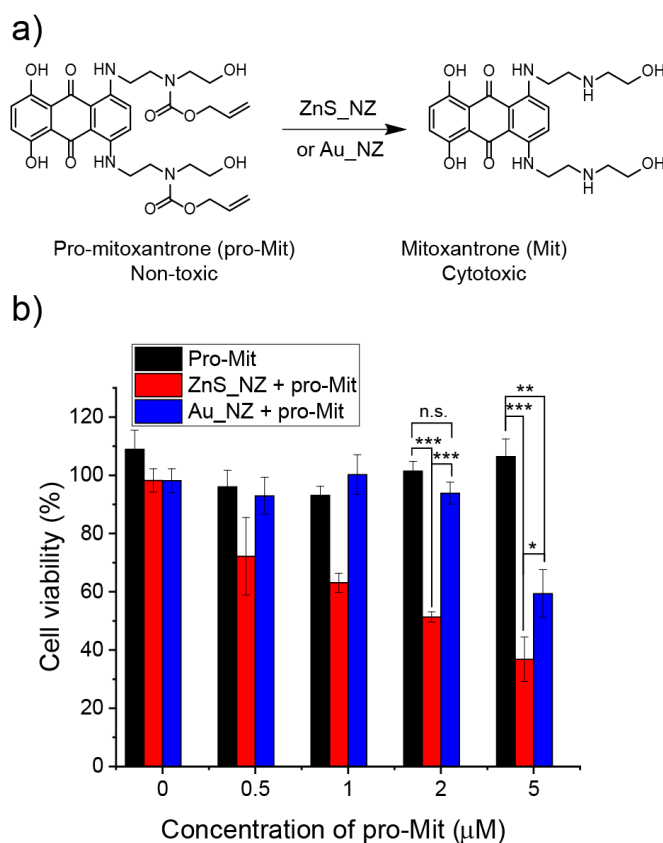 a)
OH
O
HN
N
OH
O
O
OH
O
HN
N
OH
O
O
ZnS_NZ
or Au_NZ
OH
O
HN
N
H
OH
OH
O
HN
N
H
OH
Pro-mitoxantrone (pro-Mit)
Non-toxic
Mitoxantrone (Mit)
Cytotoxic
b)
Pro-Mit
ZnS_NZ + pro-Mit
Au_NZ + pro-Mit
n.s.
***
***
**
***
*
Cell viability (%)
120
100
80
60
40
20
0
0 0.5 1 2 5
Concentration of pro-Mit (μM)